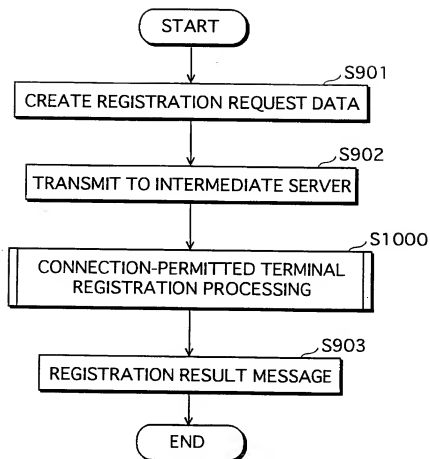 START
S901
CREATE REGISTRATION REQUEST DATA
S902
TRANSMIT TO INTERMEDIATE SERVER
S1000
CONNECTION-PERMITTED TERMINAL
REGISTRATION PROCESSING
S903
REGISTRATION RESULT MESSAGE
END